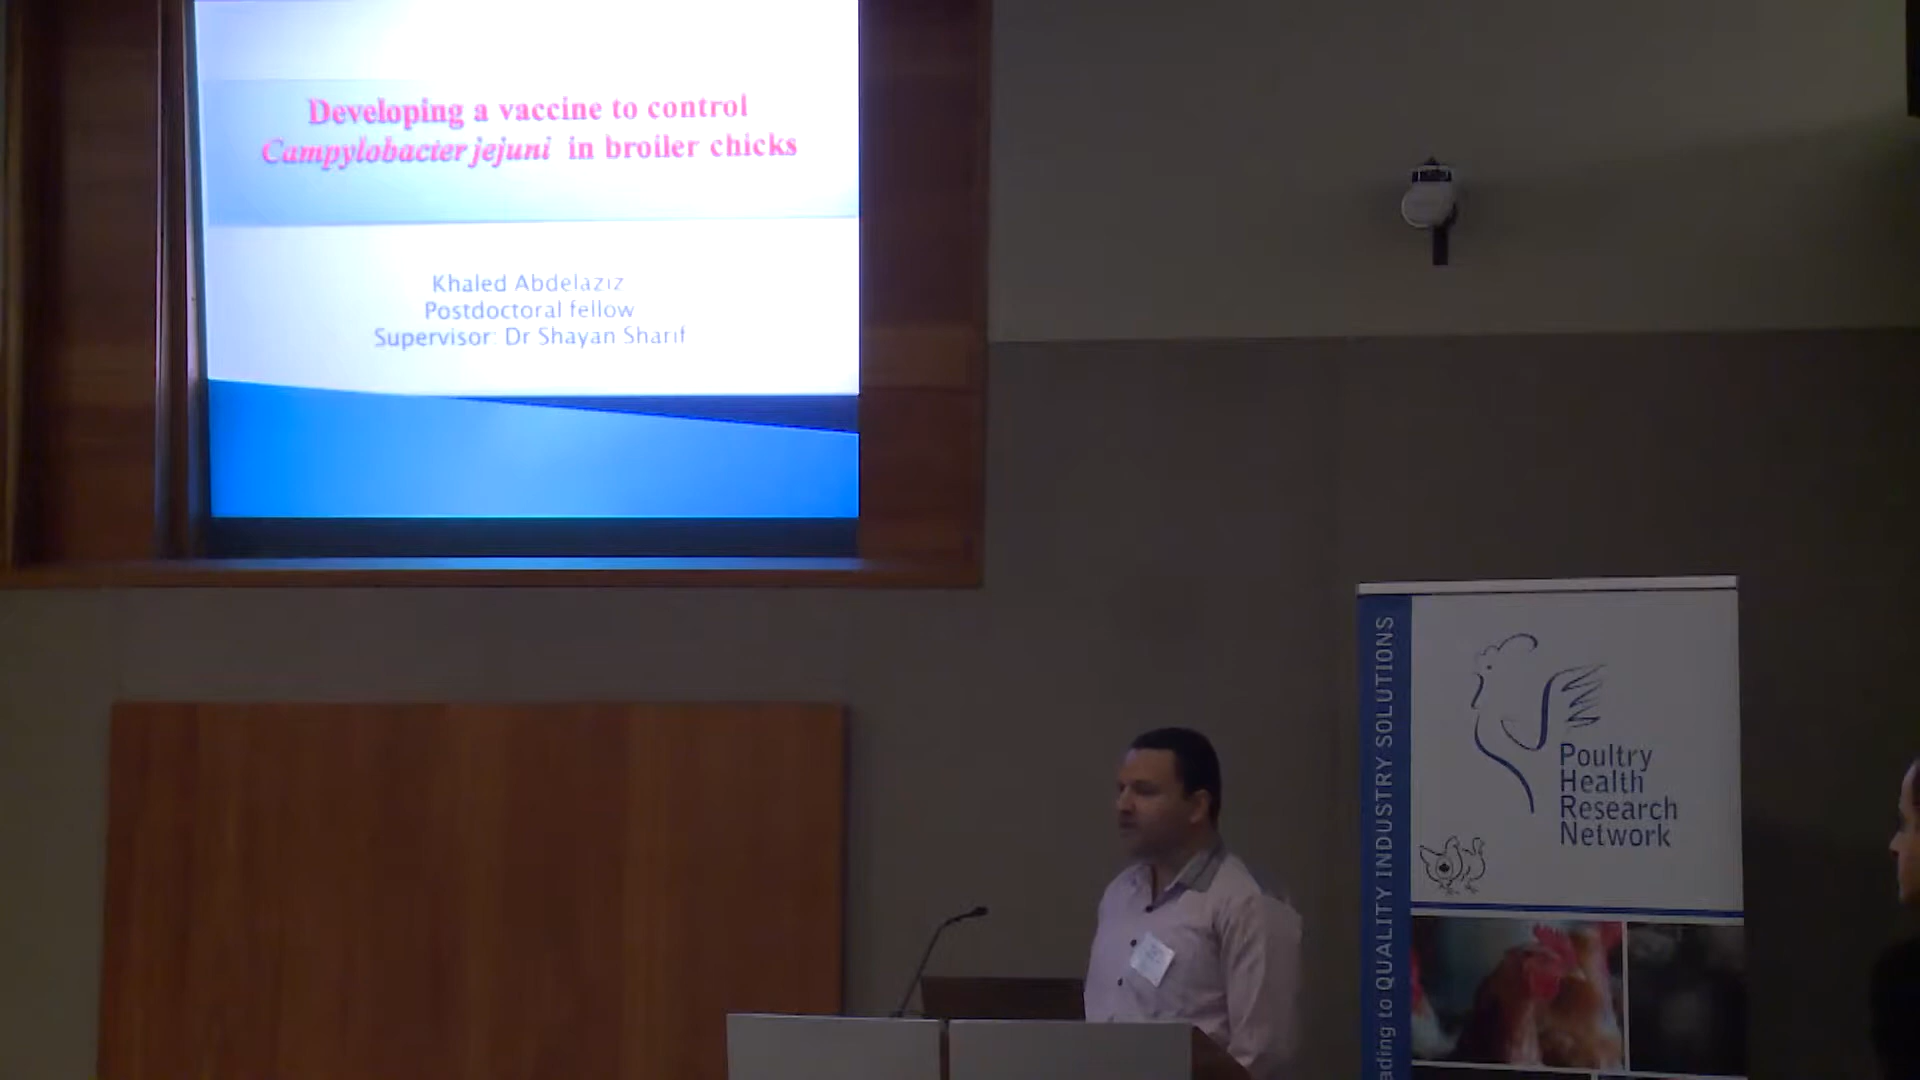 Developing a vaccine to control
Campylobacter jejuni in broiler chicks
Khaled Abdelaziz
Postdoctoral fellow
Supervisor: Dr Shayan Sharif
to QUALITY INDUSTRY SOLUTIONS
Poultry
Health
Research
Network